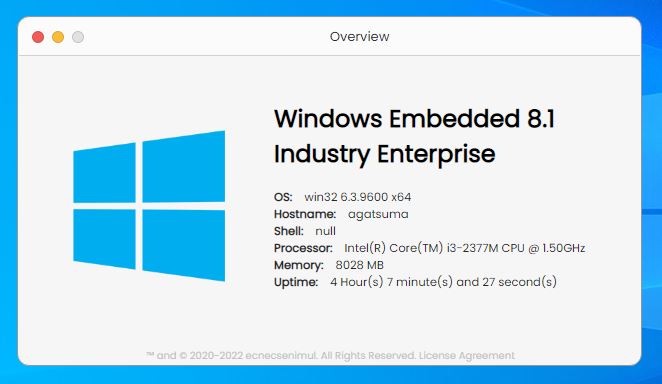 Overview
Windows Embedded 8.1
Industry Enterprise
OS: win32 6.3.9600 x64
Hostname: agatsuma
Shell: null
Processor: Intel(R) Core(TM) i3-2377M CPU @ 1.50GHz
Memory: 8028 MB
Uptime: 4 Hour(s) 7 minute(s) and 27 second(s)
™ and © 2020-2022 ecnecsenimul. All Rights Reserved. License Agreement